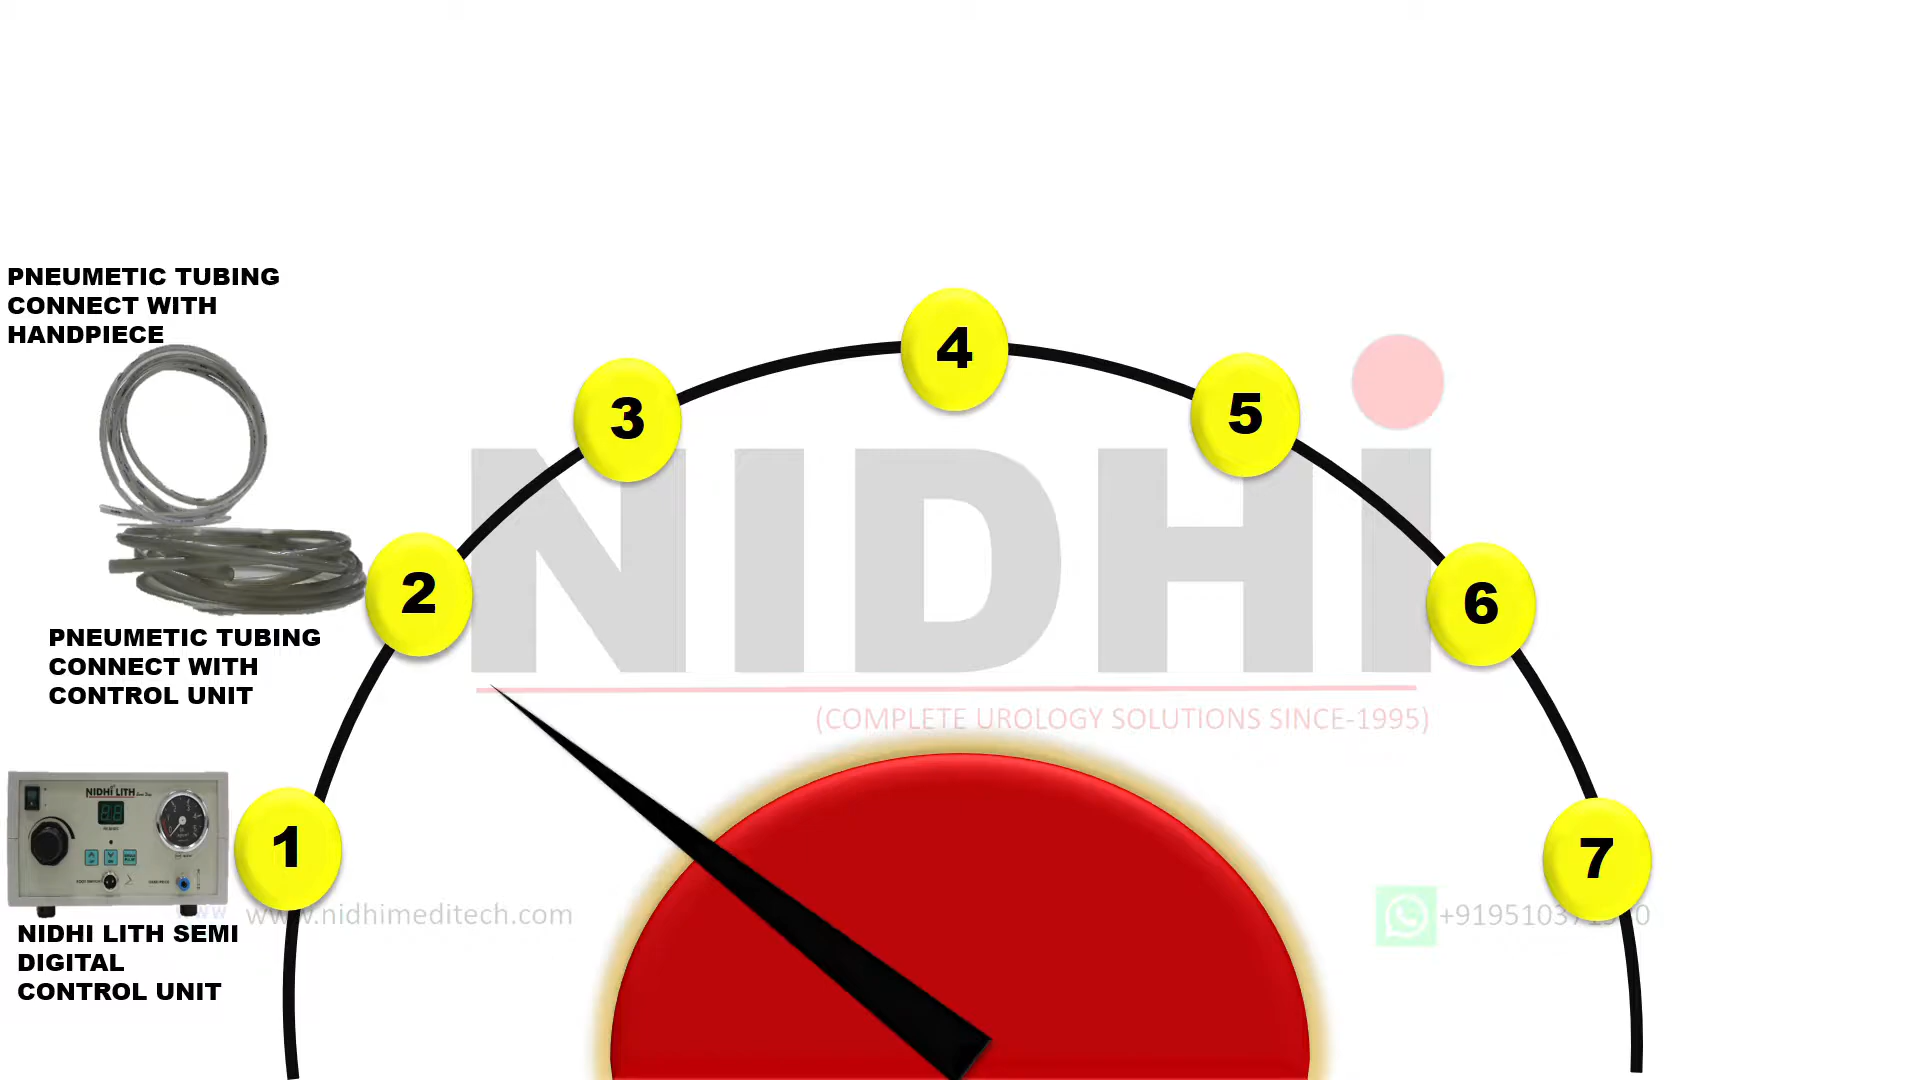 PNEUMETIC TUBING
CONNECT WITH
HANDPIECE
4
3
5
2
6
NIDHI
PNEUMETIC TUBING
CONNECT WITH
CONTROL UNIT
(COMPLETE UROLOGY SOLUTIONS SINCE-1995)
NIDHI LITH
1
7
www.nidhimeditech.com
NIDHI LITH SEMI
DIGITAL
CONTROL UNIT